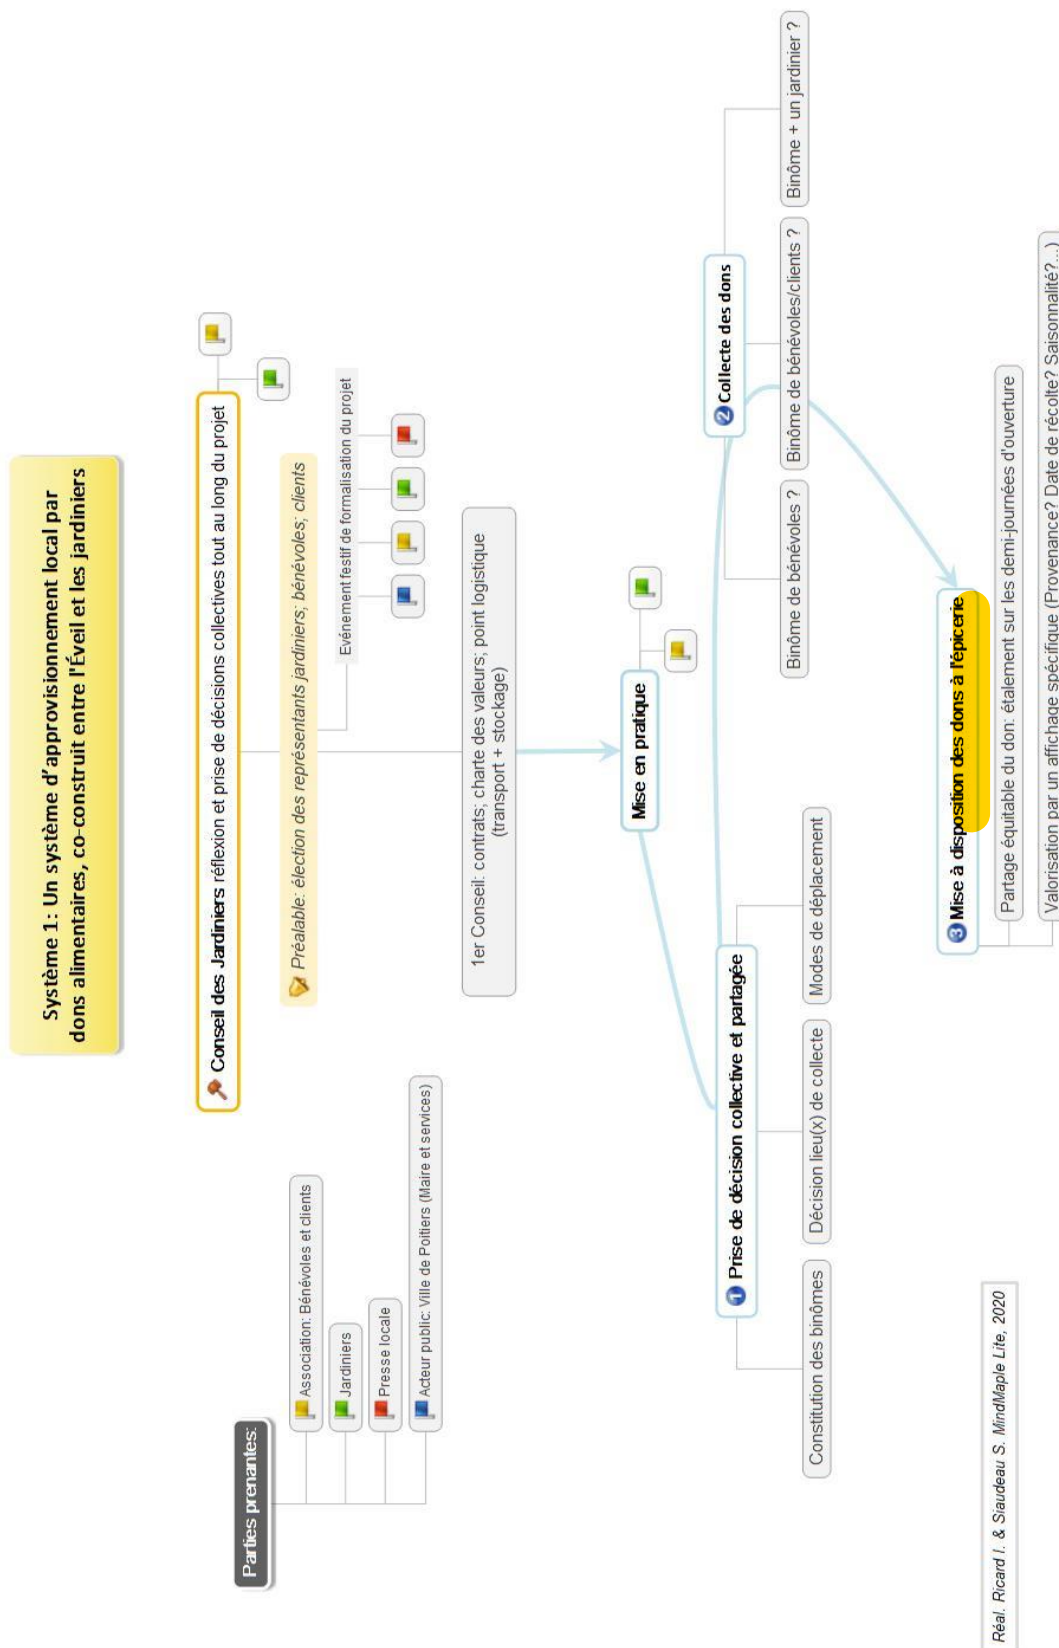 Système 1: Un système d'approvisionnement local par
dons alimentaires, co-construit entre l'Éveil et les jardiniers
Parties prenantes:
Association: Bénévoles et clients
Jardiniers
Presse locale
Acteur public: Ville de Poitiers (Maire et services)
Conseil des Jardiniers réflexion et prise de décisions collectives tout au long du projet
Préalable: élection des représentants jardiniers; bénévoles; clients
Evénement festif de formalisation du projet
1er Conseil: contrats; charte des valeurs; point logistique
(transport + stockage)
Mise en pratique
1 Prise de décision collective et partagée
Constitution des binômes
Décision lieu(x) de collecte
Modes de déplacement
2 Collecte des dons
Binôme de bénévoles ?
Binôme de bénévoles/clients ?
Binôme + un jardinier ?
3 Mise à disposition des dons à l'épicerie
Partage équitable du don: étalement sur les demi-journées d'ouverture
Valorisation par un affichage spécifique (Provenance? Date de récolte? Saisonnalité?...)
Réal. Ricard I. & Siaudeau S. MindMaple Lite, 2020